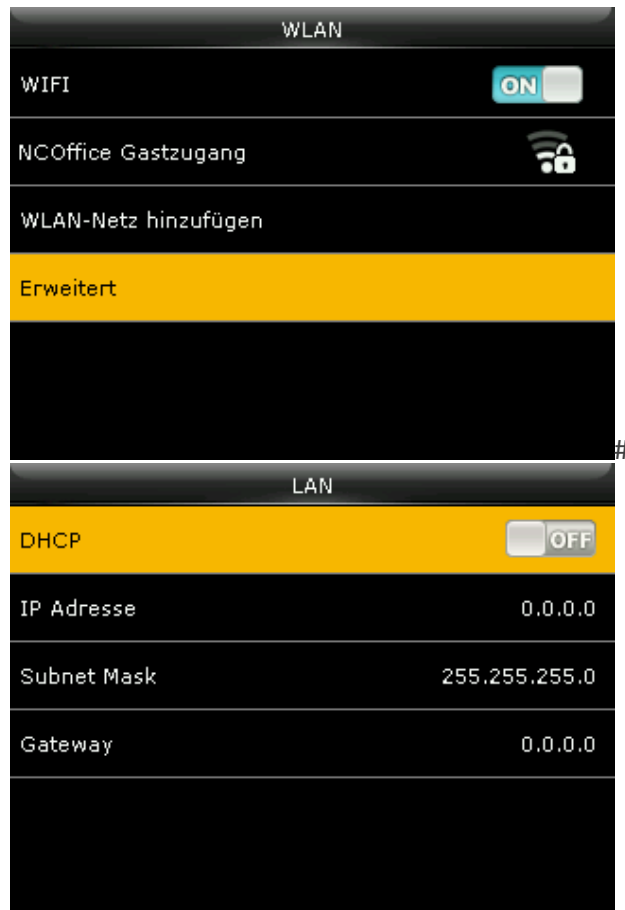 WLAN
WIFI ON
NCOffice Gastzugang
WLAN-Netz hinzufügen
Erweitert
#
LAN
DHCP OFF
IP Adresse 0.0.0.0
Subnet Mask 255.255.255.0
Gateway 0.0.0.0